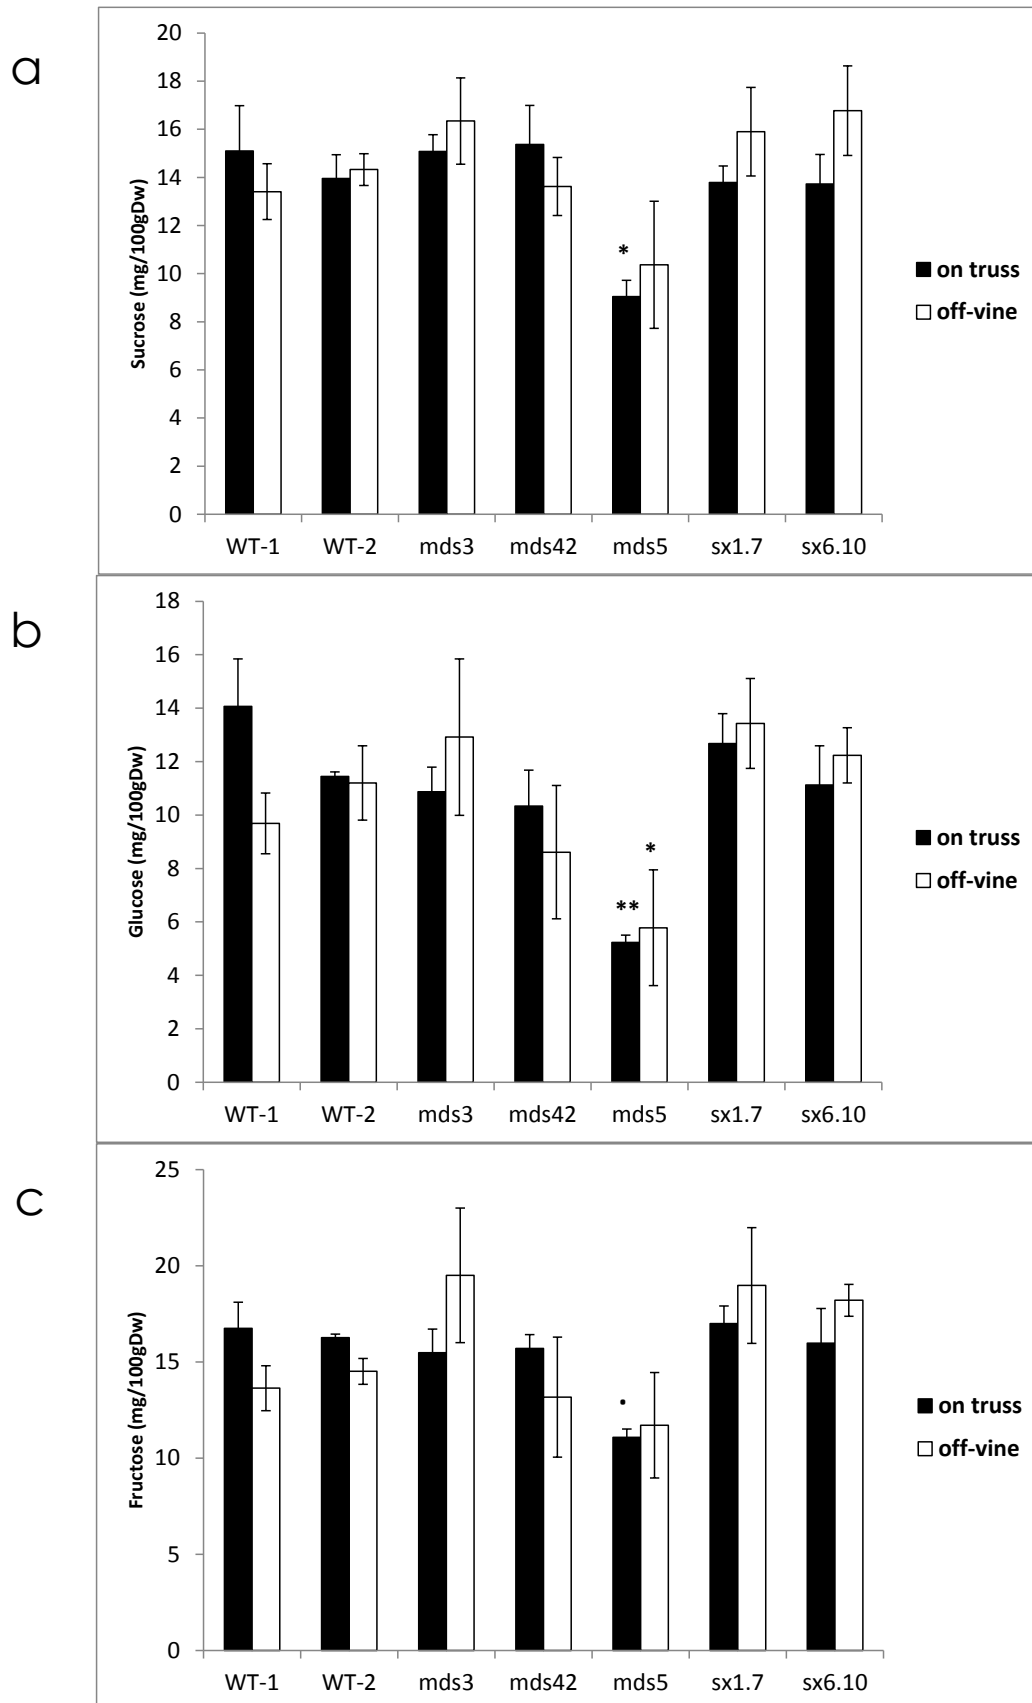 a
20
18
16
14
12
10
8
6
4
2
0
Sucrose (mg/100gDw)
*
WT-1 WT-2 mds3 mds42 mds5 sx1.7 sx6.10
on truss
off-vine
b
18
16
14
12
10
8
6
4
2
0
Glucose (mg/100gDw)
*
**
WT-1 WT-2 mds3 mds42 mds5 sx1.7 sx6.10
on truss
off-vine
c
25
20
15
10
5
0
Fructose (mg/100gDw)
.
WT-1 WT-2 mds3 mds42 mds5 sx1.7 sx6.10
on truss
off-vine